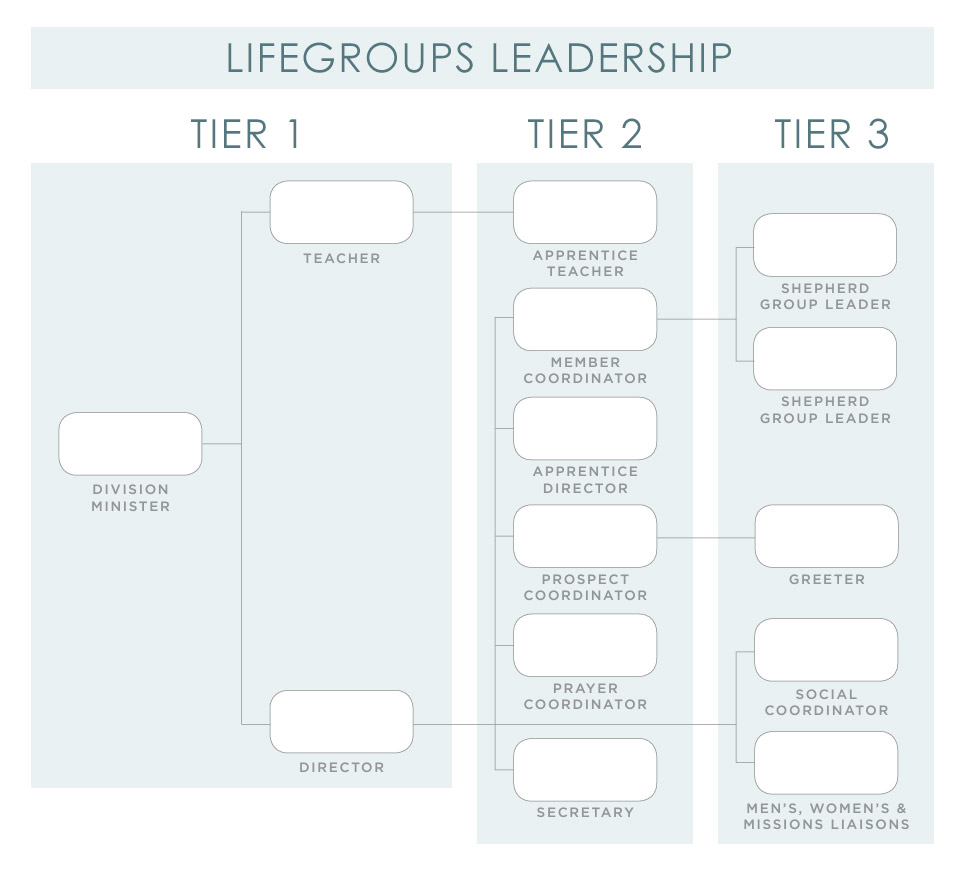 LIFEGROUPS LEADERSHIP
TIER 1
TIER 2
TIER 3
TEACHER
DIVISION
MINISTER
DIRECTOR
APPRENTICE
TEACHER
MEMBER
COORDINATOR
APPRENTICE
DIRECTOR
PROSPECT
COORDINATOR
PRAYER
COORDINATOR
SECRETARY
SHEPHERD
GROUP LEADER
SHEPHERD
GROUP LEADER
GREETER
SOCIAL
COORDINATOR
MEN'S, WOMEN'S &
MISSIONS LIAISONS